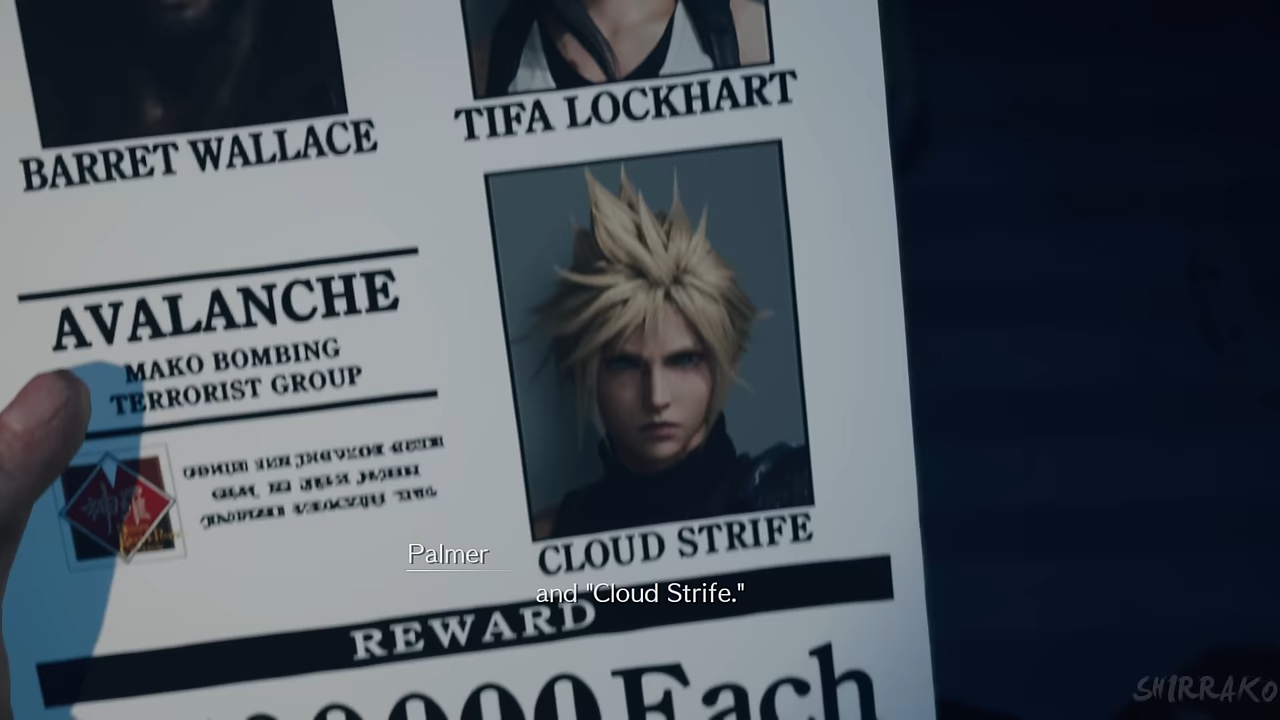 BARRET WALLACE
TIFA LOCKHART
AVALANCHE
MAKO BOMBING
TERRORIST GROUP
CLOUD STRIFE
Palmer
and "Cloud Strife."
REWARD
Each
SHIRRAKO